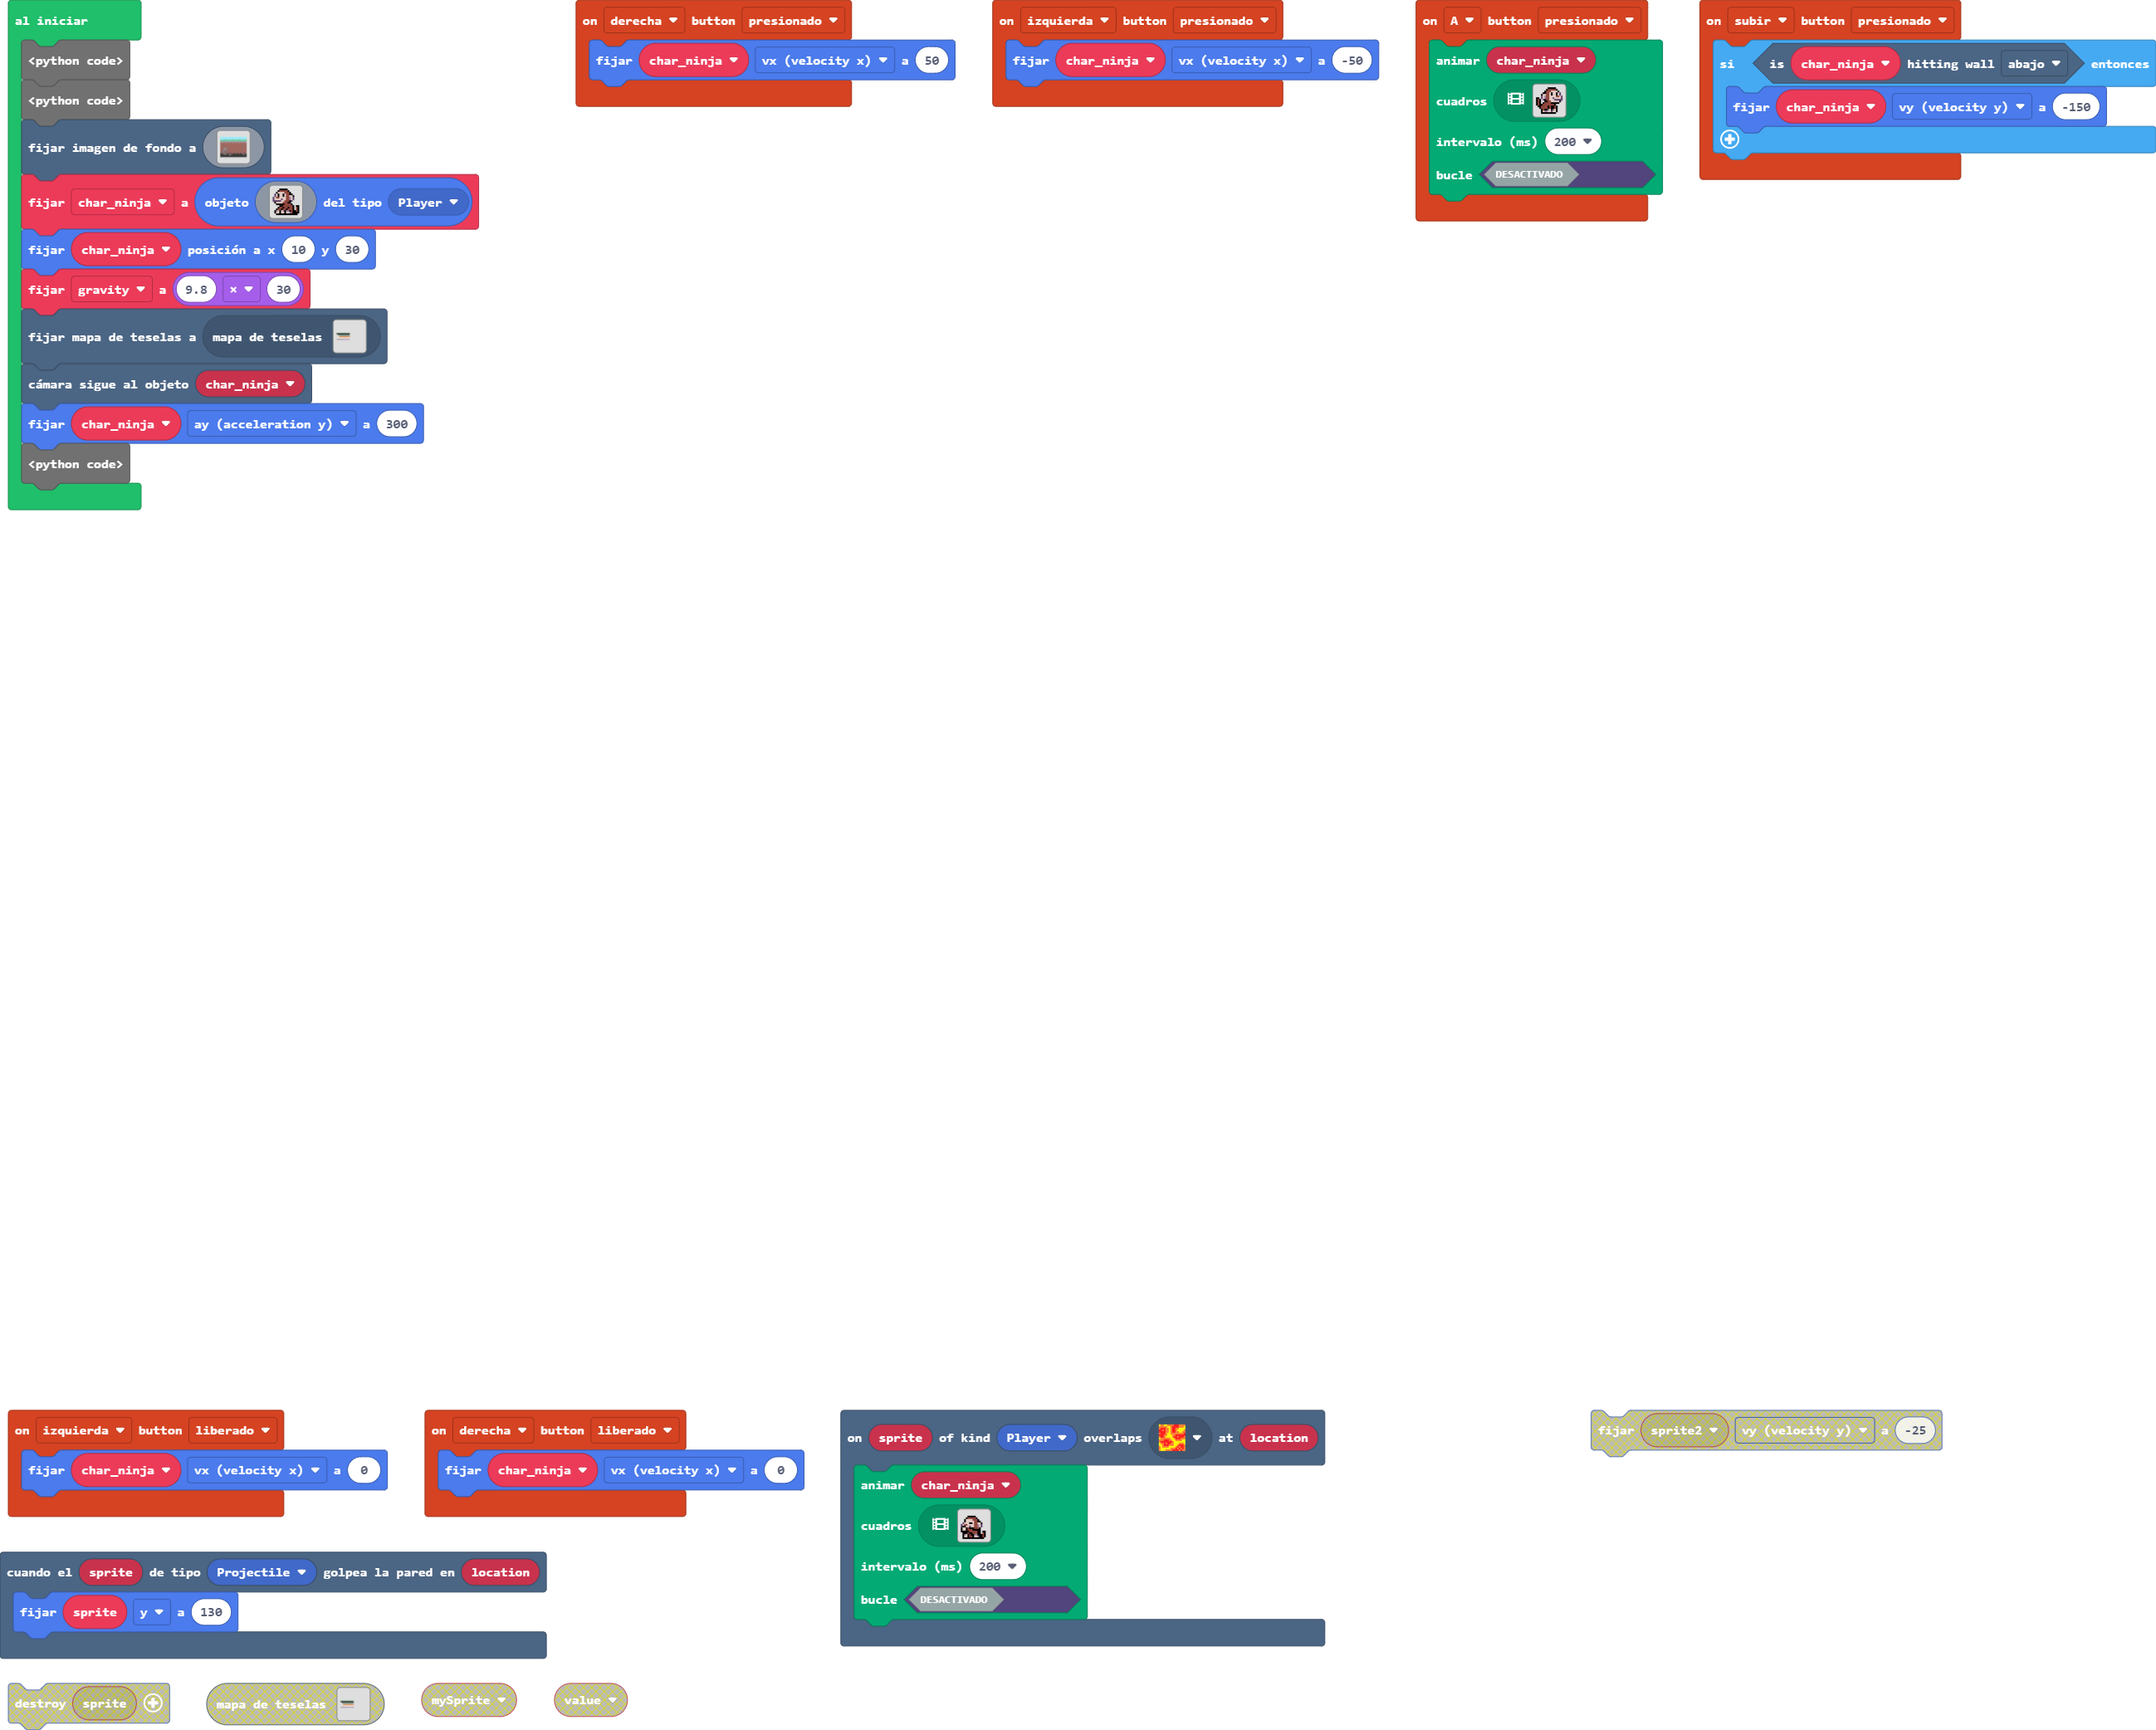 al iniciar
<python code>
<python code>
fijar imagen de fondo a
fijar char_ninja a objeto del tipo Player
fijar char_ninja posición a x 10 y 30
fijar gravity a 9.8 × 30
fijar mapa de teselas a mapa de teselas
cámara sigue al objeto char_ninja
fijar char_ninja ay (acceleration y) a 300
<python code>
on derecha button presionado
fijar char_ninja vx (velocity x) a 50
on izquierda button presionado
fijar char_ninja vx (velocity x) a -50
on A button presionado
animar char_ninja
cuadros
intervalo (ms) 200
bucle DESACTIVADO
on subir button presionado
si is char_ninja hitting wall abajo entonces
fijar char_ninja vy (velocity y) a -150
on izquierda button liberado
fijar char_ninja vx (velocity x) a 0
on derecha button liberado
fijar char_ninja vx (velocity x) a 0
on sprite of kind Player overlaps at location
animar char_ninja
cuadros
intervalo (ms) 200
bucle DESACTIVADO
fijar sprite2 vy (velocity y) a -25
cuando el sprite de tipo Projectile golpea la pared en location
fijar sprite y a 130
destroy sprite
mapa de teselas
mySprite
value